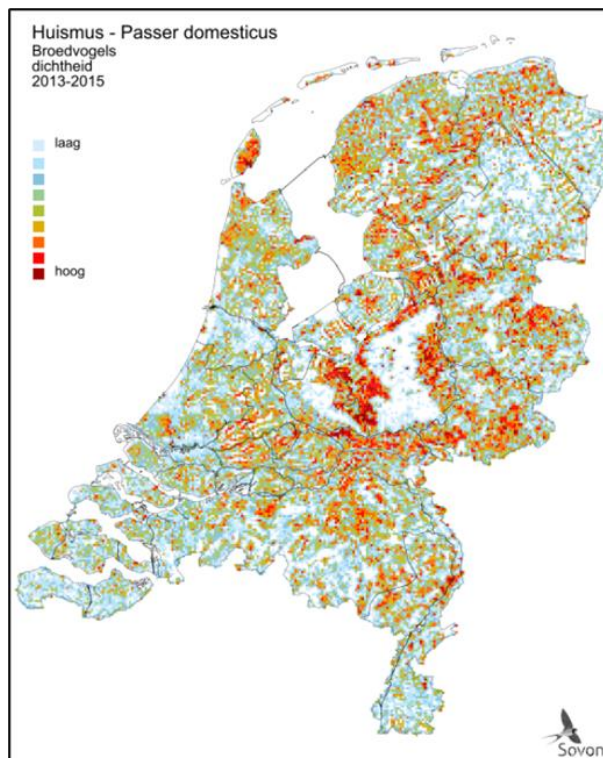 Huismus - Passer domesticus
Broedvogels
dichtheid
2013-2015
laag
hoog
Sovon